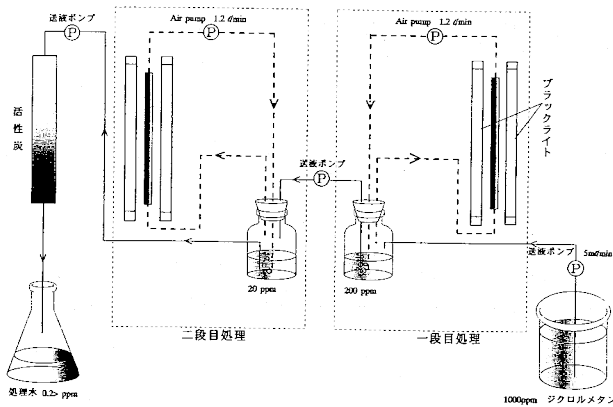 送液ポンプ
P
Air pump 1.2 ℓ/min
P
Air pump 1.2 ℓ/min
P
活性炭
ブラックライト
送液ポンプ
P
送液ポンプ
5mℓ/min
P
20 ppm
200 ppm
二段目処理
一段目処理
処理水 0.2> ppm
1000ppm ジクロルメタン